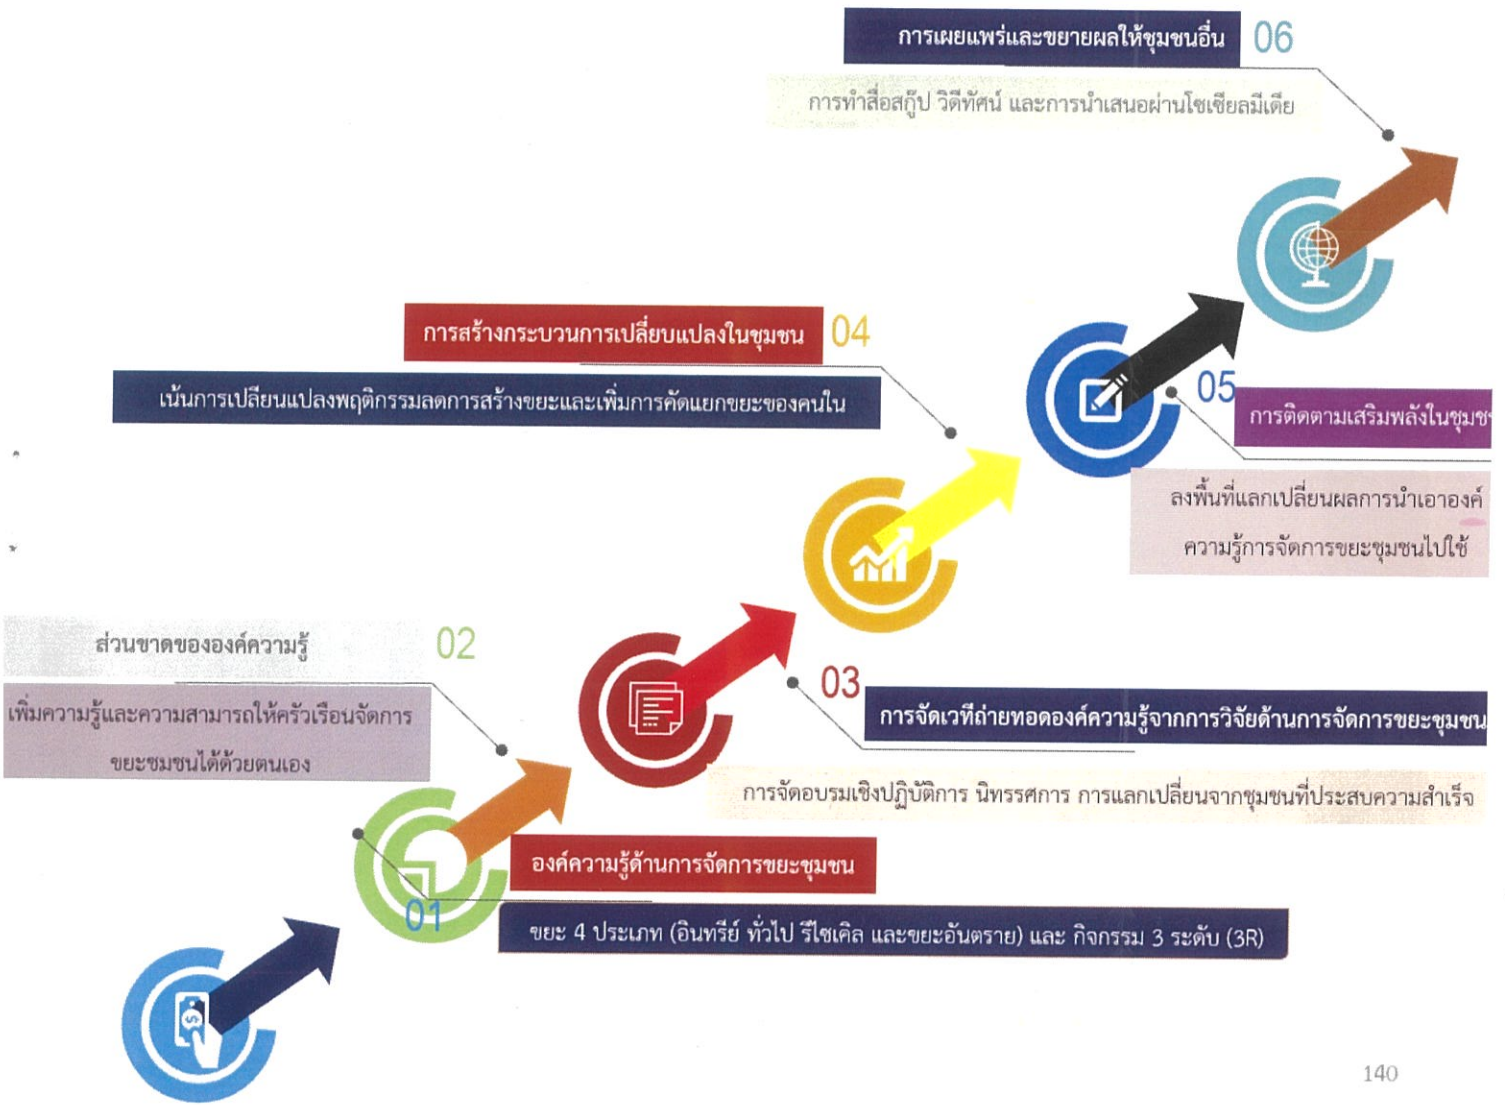 การเผยแพร่และขยายผลให้ชุมชนอื่น 06
การทำสื่อสกู๊ป วิดีทัศน์ และการนำเสนอผ่านโซเชียลมีเดีย
การสร้างกระบวนการเปลี่ยบแปลงในชุมชน 04
เน้นการเปลี่ยนแปลงพฤติกรรมลดการสร้างขยะและเพิ่มการคัดแยกขยะของคนใน
05
การติดตามเสริมพลังในชุมช
ลงพื้นที่แลกเปลี่ยนผลการนำเอาองค์
ความรู้การจัดการขยะชุมชนไปใช้
ส่วนขาดขององค์ความรู้ 02
เพิ่มความรู้และความสามารถให้ครัวเรือนจัดการ
ขยะชุมชนได้ด้วยตนเอง
03
การจัดเวทีถ่ายทอดองค์ความรู้จากการวิจัยด้านการจัดการขยะชุมชน
การจัดอบรมเชิงปฏิบัติการ นิทรรศการ การแลกเปลี่ยนจากชุมชนที่ประสบความสำเร็จ
องค์ความรู้ด้านการจัดการขยะชุมชน
01
ขยะ 4 ประเภท (อินทรีย์ ทั่วไป รีไซเคิล และขยะอันตราย) และ กิจกรรม 3 ระดับ (3R)
140